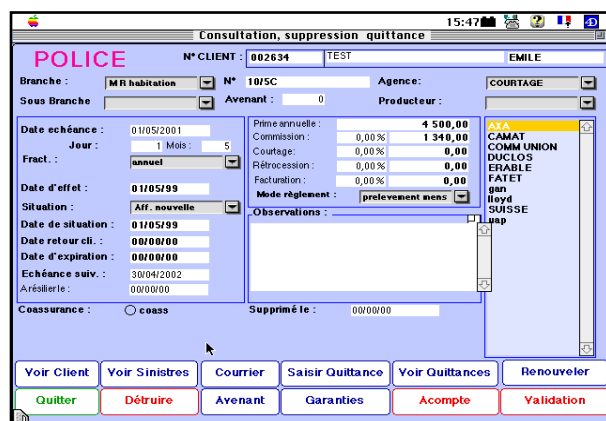 15:47
Consultation, suppression quittance
POLICE N° CLIENT : 002634 TEST EMILE
Branche : MR habitation N° 10/5C Agence: COURTAGE
Sous Branche Avenant : 0 Producteur :
Date echéance : 01/05/2001
Jour : 1 Mois : 5
Fract. : annuel
Date d'effet : 01/05/99
Situation : Aff. nouvelle
Date de situation : 01/05/99
Date retour cli. : 00/00/00
Date d'expiration : 00/00/00
Echéance suiv. : 30/04/2002
A résilier le : 00/00/00
Coassurance : coass
Prime annuelle : 4 500,00
Commission : 0,00% 1 340,00
Courtage: 0,00% 0,00
Rétrocession : 0,00% 0,00
Facturation : 0,00% 0,00
Mode règlement : prelevement mens
Observations :
Supprimé le : 00/00/00
AXA
CAMAT
COMM UNION
DUCLOS
ERABLE
FATET
gan
lloyd
SUISSE
uap
Voir Client Voir Sinistres Courrier Saisir Quittance Voir Quittances Renouveler
Quitter Détruire Avenant Garanties Acompte Validation